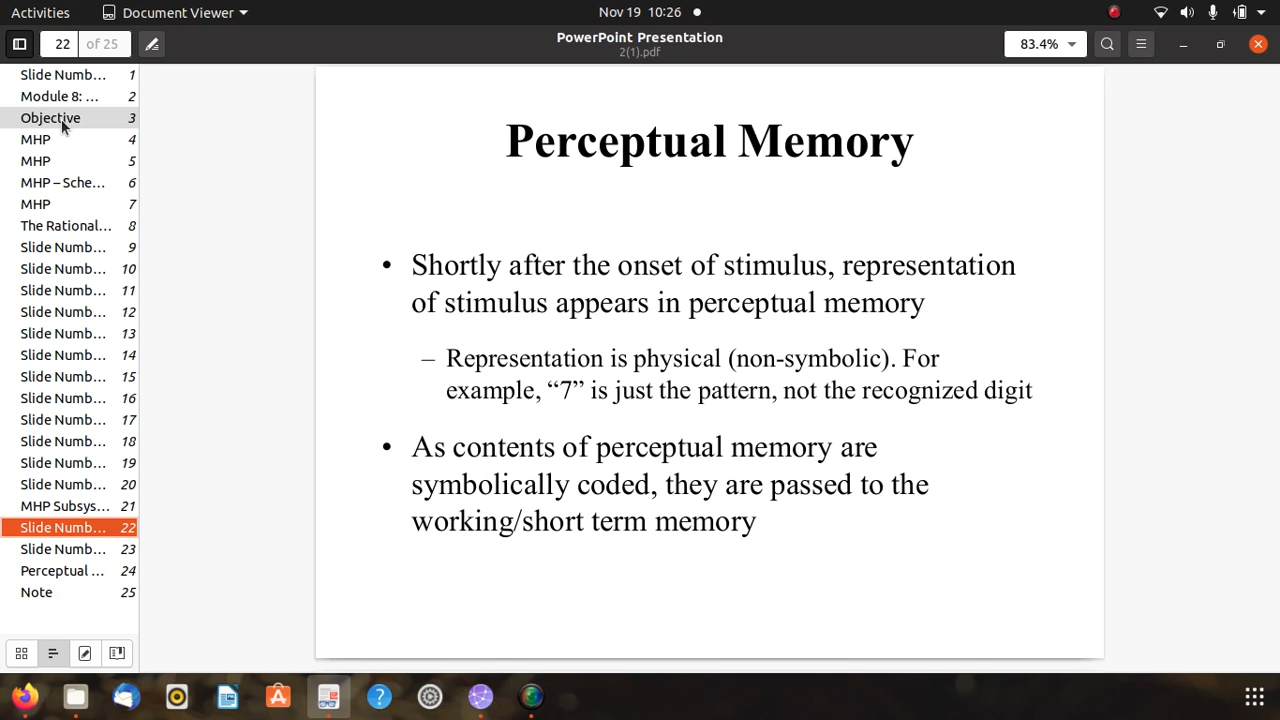 Activities
Document Viewer
Nov 19 10:26
22 of 25
PowerPoint Presentation
2(1).pdf
83.4%
Slide Numb… 1
Module 8: … 2
Objective 3
MHP 4
MHP 5
MHP – Sche… 6
MHP 7
The Rational… 8
Slide Numb… 9
Slide Numb… 10
Slide Numb… 11
Slide Numb… 12
Slide Numb… 13
Slide Numb… 14
Slide Numb… 15
Slide Numb… 16
Slide Numb… 17
Slide Numb… 18
Slide Numb… 19
Slide Numb… 20
MHP Subsys… 21
Slide Numb… 22
Slide Numb… 23
Perceptual … 24
Note 25
Perceptual Memory
• Shortly after the onset of stimulus, representation
of stimulus appears in perceptual memory
– Representation is physical (non-symbolic). For
example, “7” is just the pattern, not the recognized digit
• As contents of perceptual memory are
symbolically coded, they are passed to the
working/short term memory